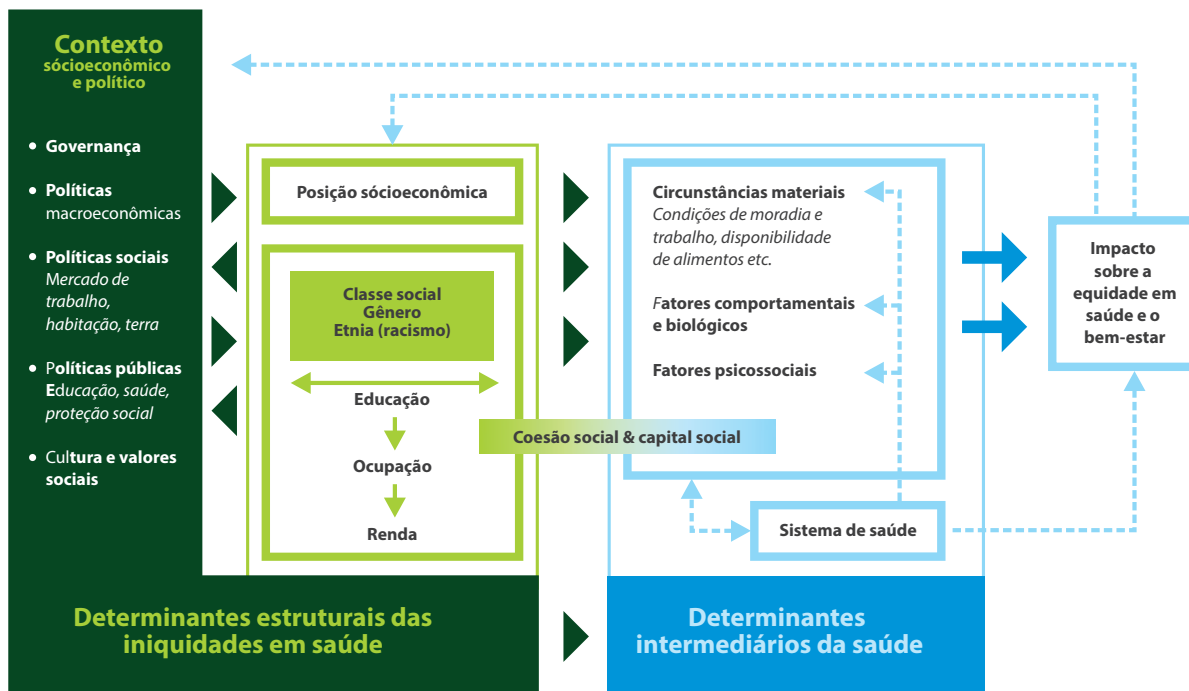 Contexto
sócioeconômico
e político
• Governança
• Políticas
macroeconômicas
• Políticas sociais
Mercado de
trabalho,
habitação, terra
• Políticas públicas
Educação, saúde,
proteção social
• Cultura e valores
sociais
Posição sócioeconômica
Classe social
Gênero
Etnia (racismo)
Educação
Ocupação
Renda
Coesão social & capital social
Circunstâncias materiais
Condições de moradia e
trabalho, disponibilidade
de alimentos etc.
Fatores comportamentais
e biológicos
Fatores psicossociais
Sistema de saúde
Impacto
sobre a
equidade em
saúde e o
bem-estar
Determinantes estruturais das
iniquidades em saúde
Determinantes
intermediários da saúde